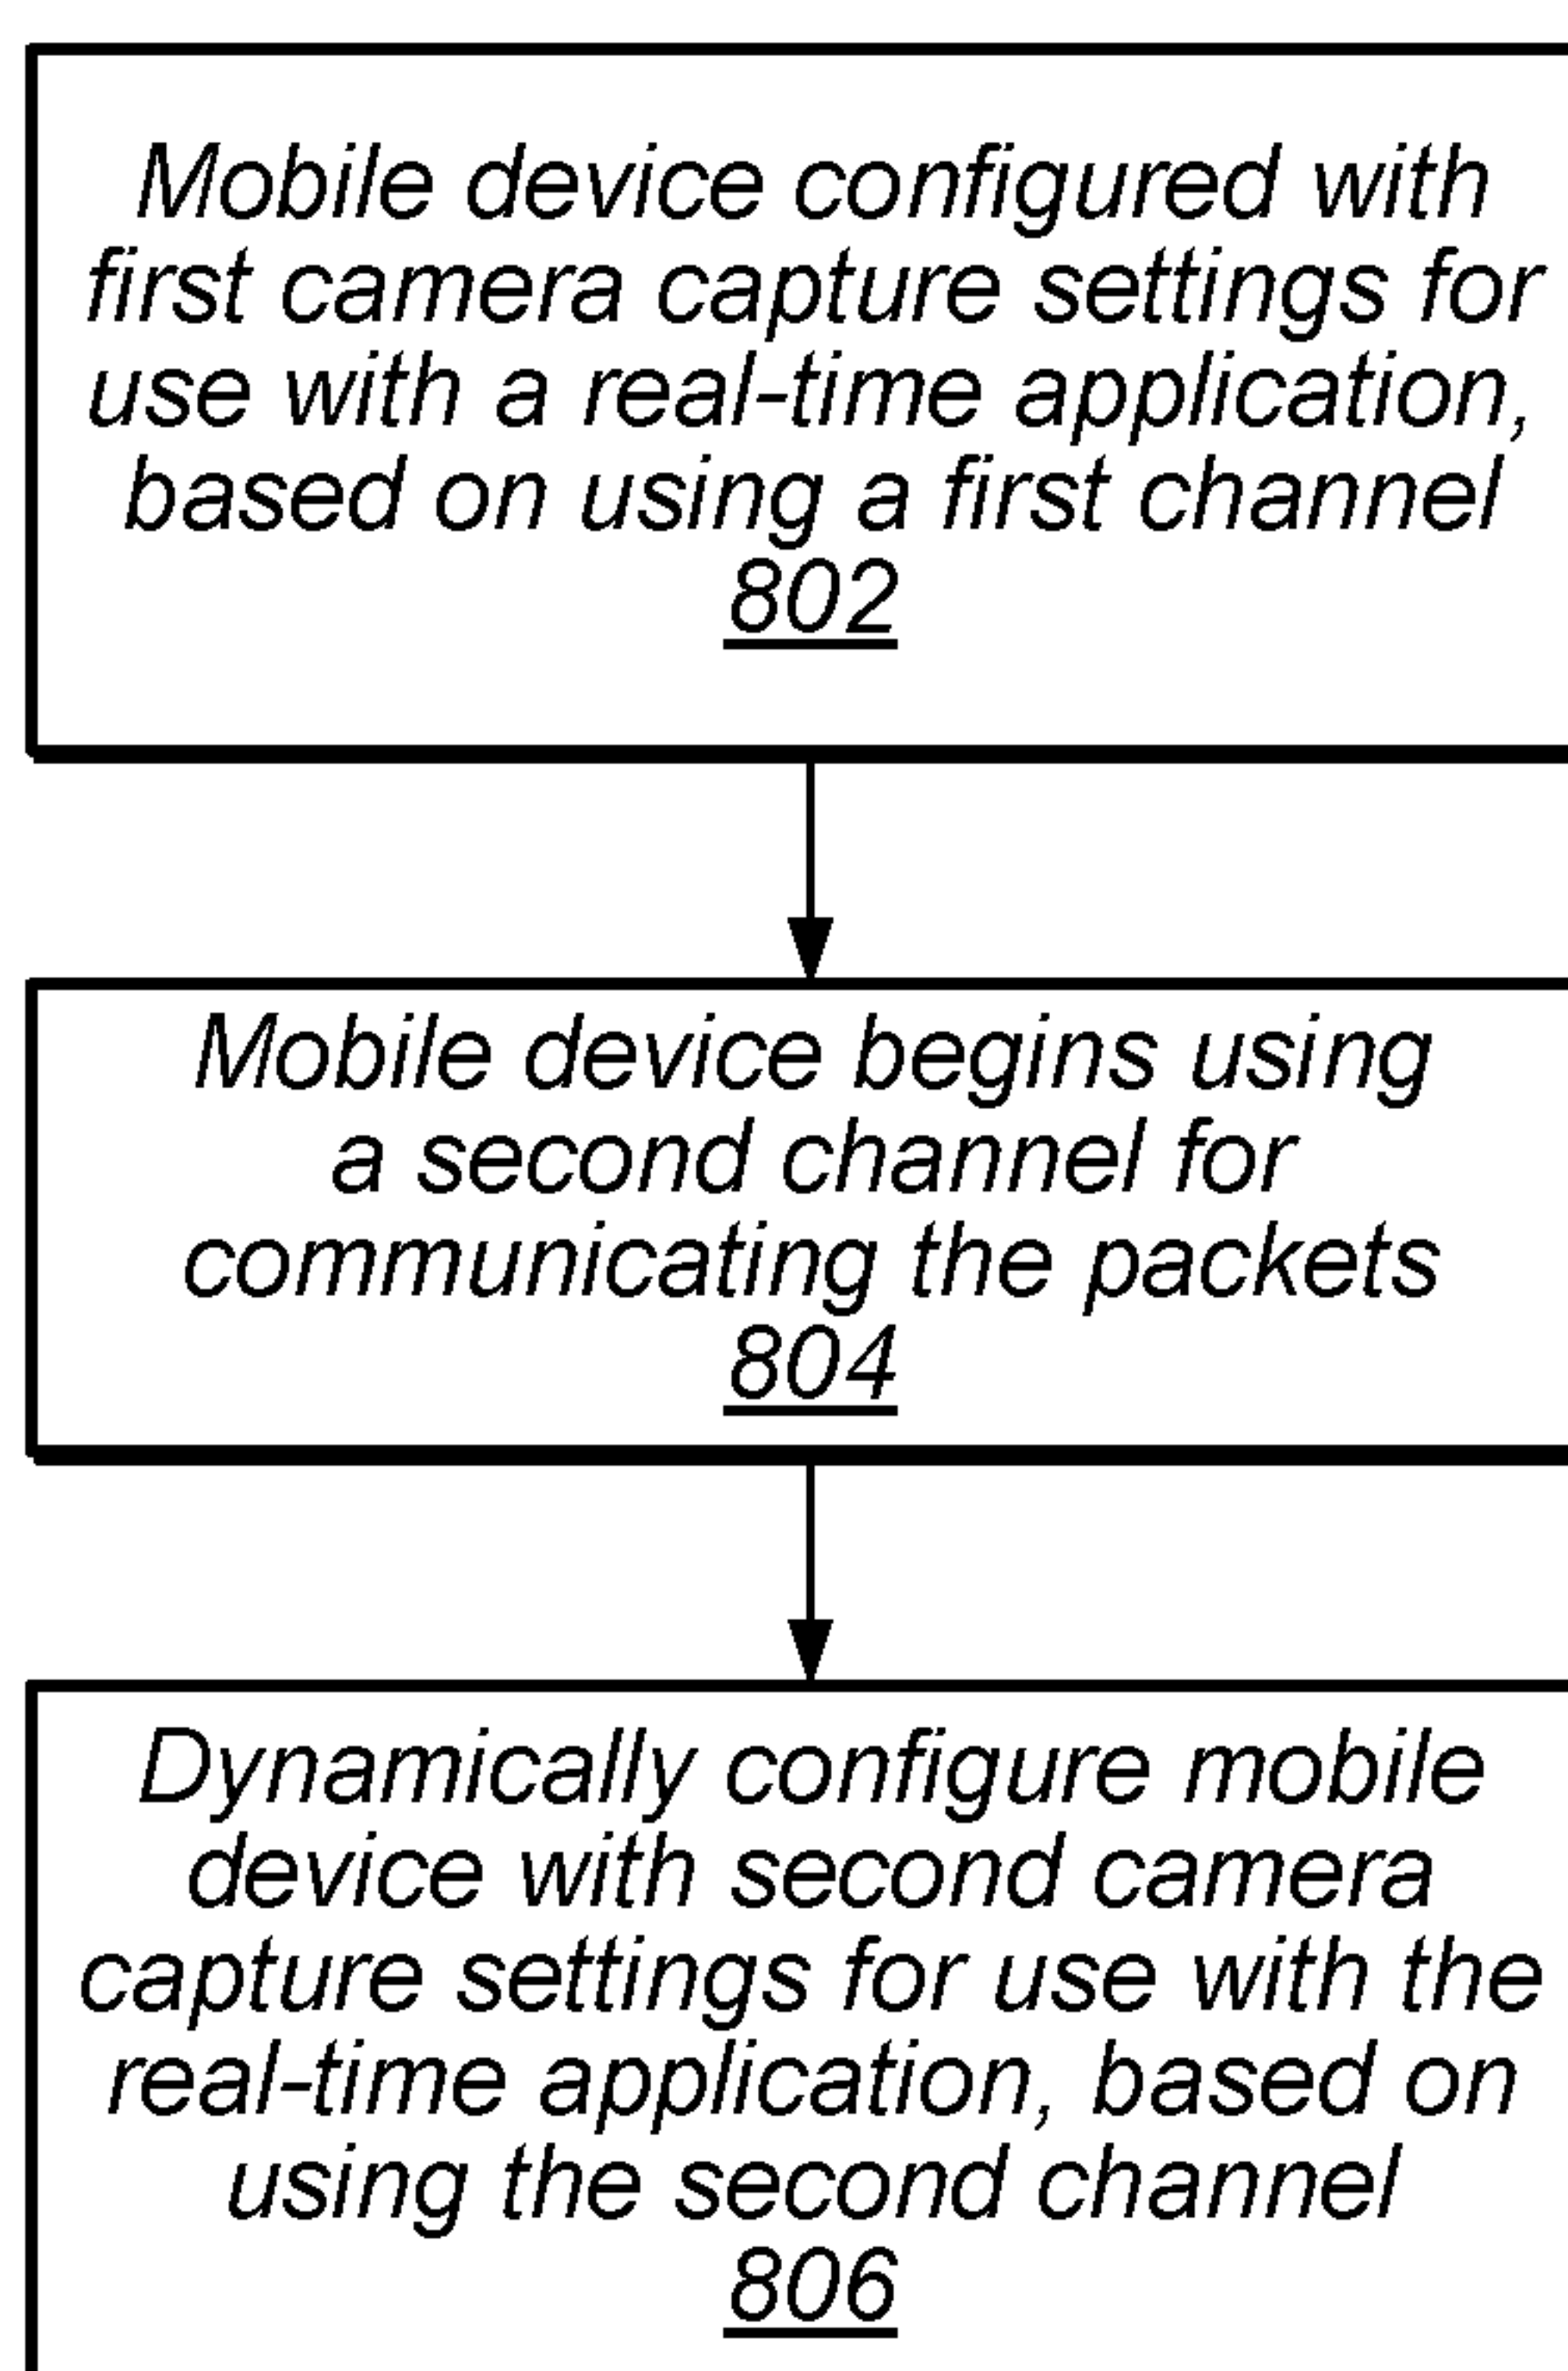 Mobile device configured with
first camera capture settings for
use with a real-time application,
based on using a first channel
802
Mobile device begins using
a second channel for
communicating the packets
804
Dynamically configure mobile
device with second camera
capture settings for use with the
real-time application, based on
using the second channel
806